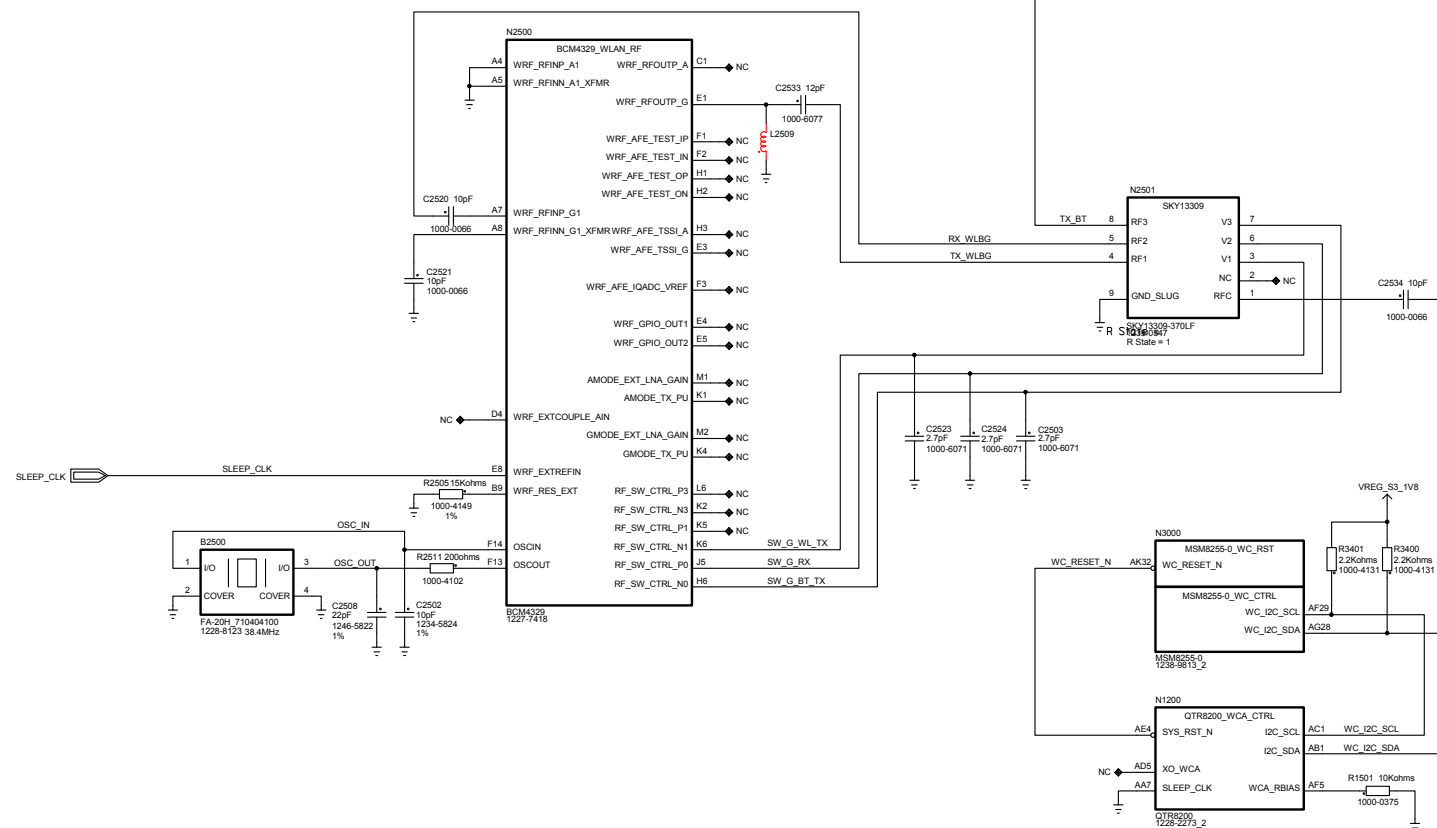 N2500
BCM4329_WLAN_RF
A4 WRF_RFINP_A1
WRF_RFOUTP_A C1 NC
A5 WRF_RFINN_A1_XFMR
WRF_RFOUTP_G E1
C2533 12pF
1000-6077
L2509
WRF_AFE_TEST_IP F1 NC
WRF_AFE_TEST_IN F2 NC
WRF_AFE_TEST_OP H1 NC
WRF_AFE_TEST_ON H2 NC
C2520 10pF
1000-0066
A7 WRF_RFINP_G1
A8 WRF_RFINN_G1_XFMR
WRF_AFE_TSSI_A H3 NC
WRF_AFE_TSSI_G E3 NC
C2521
10pF
1000-0066
WRF_AFE_IQADC_VREF F3 NC
WRF_GPIO_OUT1 E4 NC
WRF_GPIO_OUT2 E5 NC
AMODE_EXT_LNA_GAIN M1 NC
AMODE_TX_PU K1 NC
NC D4 WRF_EXTCOUPLE_AIN
GMODE_EXT_LNA_GAIN M2 NC
GMODE_TX_PU K4 NC
SLEEP_CLK
SLEEP_CLK
E8 WRF_EXTREFIN
R2505 15Kohms
1000-4149
1%
B9 WRF_RES_EXT
RF_SW_CTRL_P3 L6 NC
RF_SW_CTRL_N3 K2 NC
RF_SW_CTRL_P1 K5 NC
RF_SW_CTRL_N1 K6 SW_G_WL_TX
RF_SW_CTRL_P0 J5 SW_G_RX
RF_SW_CTRL_N0 H6 SW_G_BT_TX
OSC_IN
F14 OSCIN
F13 OSCOUT
OSC_OUT
R2511 200ohms
1000-4102
B2500
1 I/O
I/O 3
2 COVER
COVER 4
FA-20H_710404100
1228-8123 38.4MHz
C2508
22pF
1246-5822
1%
C2502
10pF
1234-5824
1%
BCM4329
1227-7418
N2501
SKY13309
TX_BT 8 RF3
RX_WLBG 5 RF2
TX_WLBG 4 RF1
9 GND_SLUG
V3 7
V2 6
V1 3
NC 2 NC
RFC 1
SKY13309-370LF
R State = 1
C2534 10pF
1000-0066
C2523
2.7pF
1000-6071
C2524
2.7pF
1000-6071
C2503
2.7pF
1000-6071
VREG_S3_1V8
R3401
2.2Kohms
1000-4131
R3400
2.2Kohms
1000-4131
N3000
MSM8255-0_WC_RST
WC_RESET_N AK32 WC_RESET_N
MSM8255-0_WC_CTRL
WC_I2C_SCL AF29
WC_I2C_SDA AG28
MSM8255-0
1238-9813_2
N1200
QTR8200_WCA_CTRL
AE4 SYS_RST_N
I2C_SCL AC1 WC_I2C_SCL
I2C_SDA AB1 WC_I2C_SDA
NC AD5 XO_WCA
AA7 SLEEP_CLK
WCA_RBIAS AF5
R1501 10Kohms
1000-0375
QTR8200
1228-2273_2